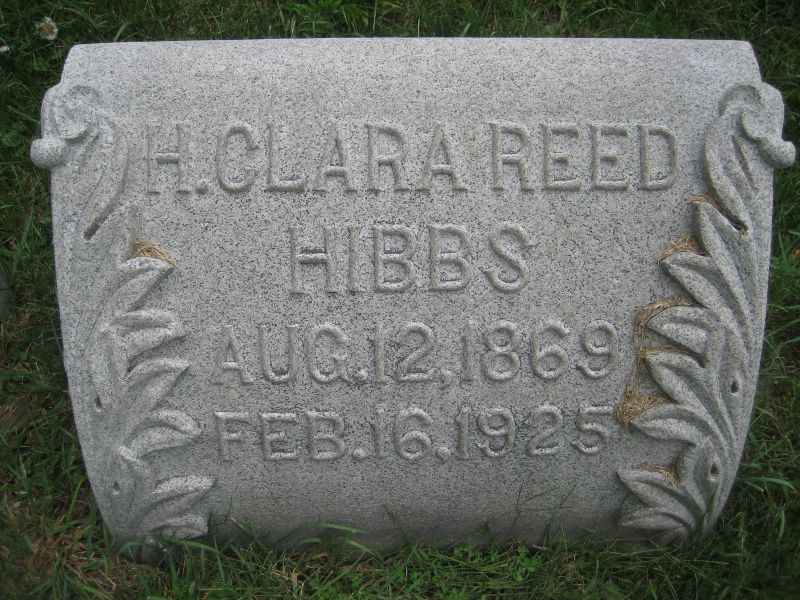 H. CLARA REED
HIBBS
AUG. 12, 1869
FEB. 16, 1925